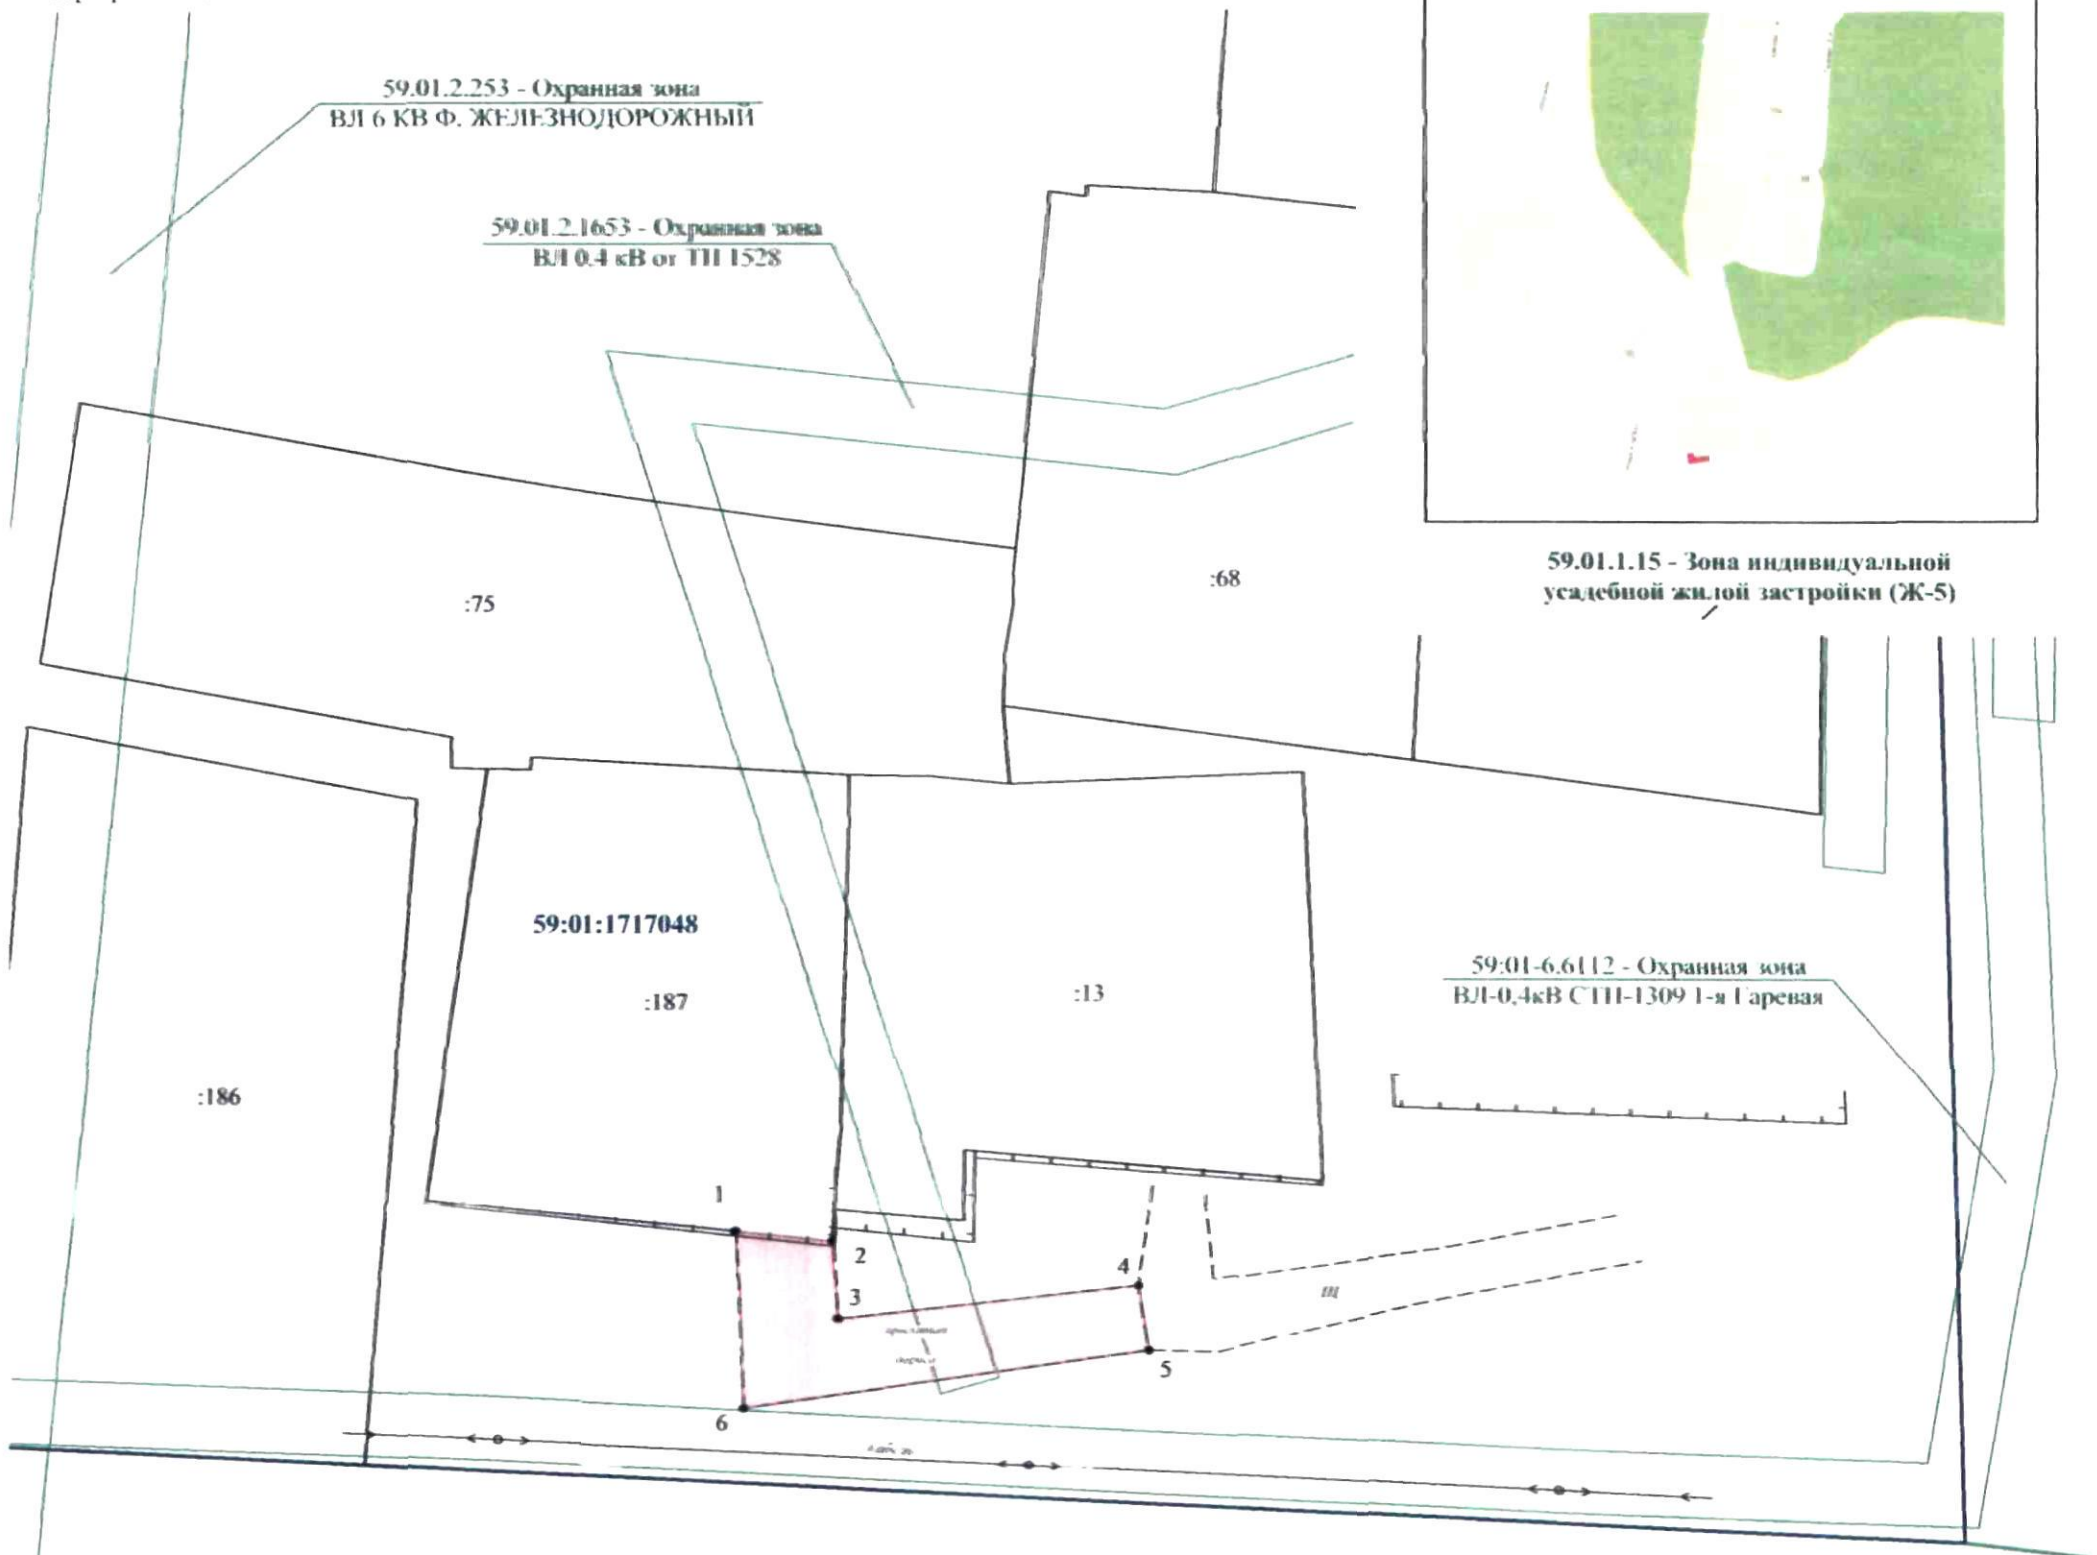 59.01.2.253 - Охранная зона
ВЛ 6 КВ Ф. ЖЕЛЕЗНОДОРОЖНЫЙ
59.01.2.1653 - Охранная зона
ВЛ 0.4 кВ от ТП 1528
59.01.1.15 - Зона индивидуальной
усадебной жилой застройки (Ж-5)
:68
:75
59:01:1717048
:187
:13
59:01-6.6112 - Охранная зона
ВЛ-0,4кВ СТП-1309 1-я Гаревая
:186
1
2
4
3
Щ
5
6